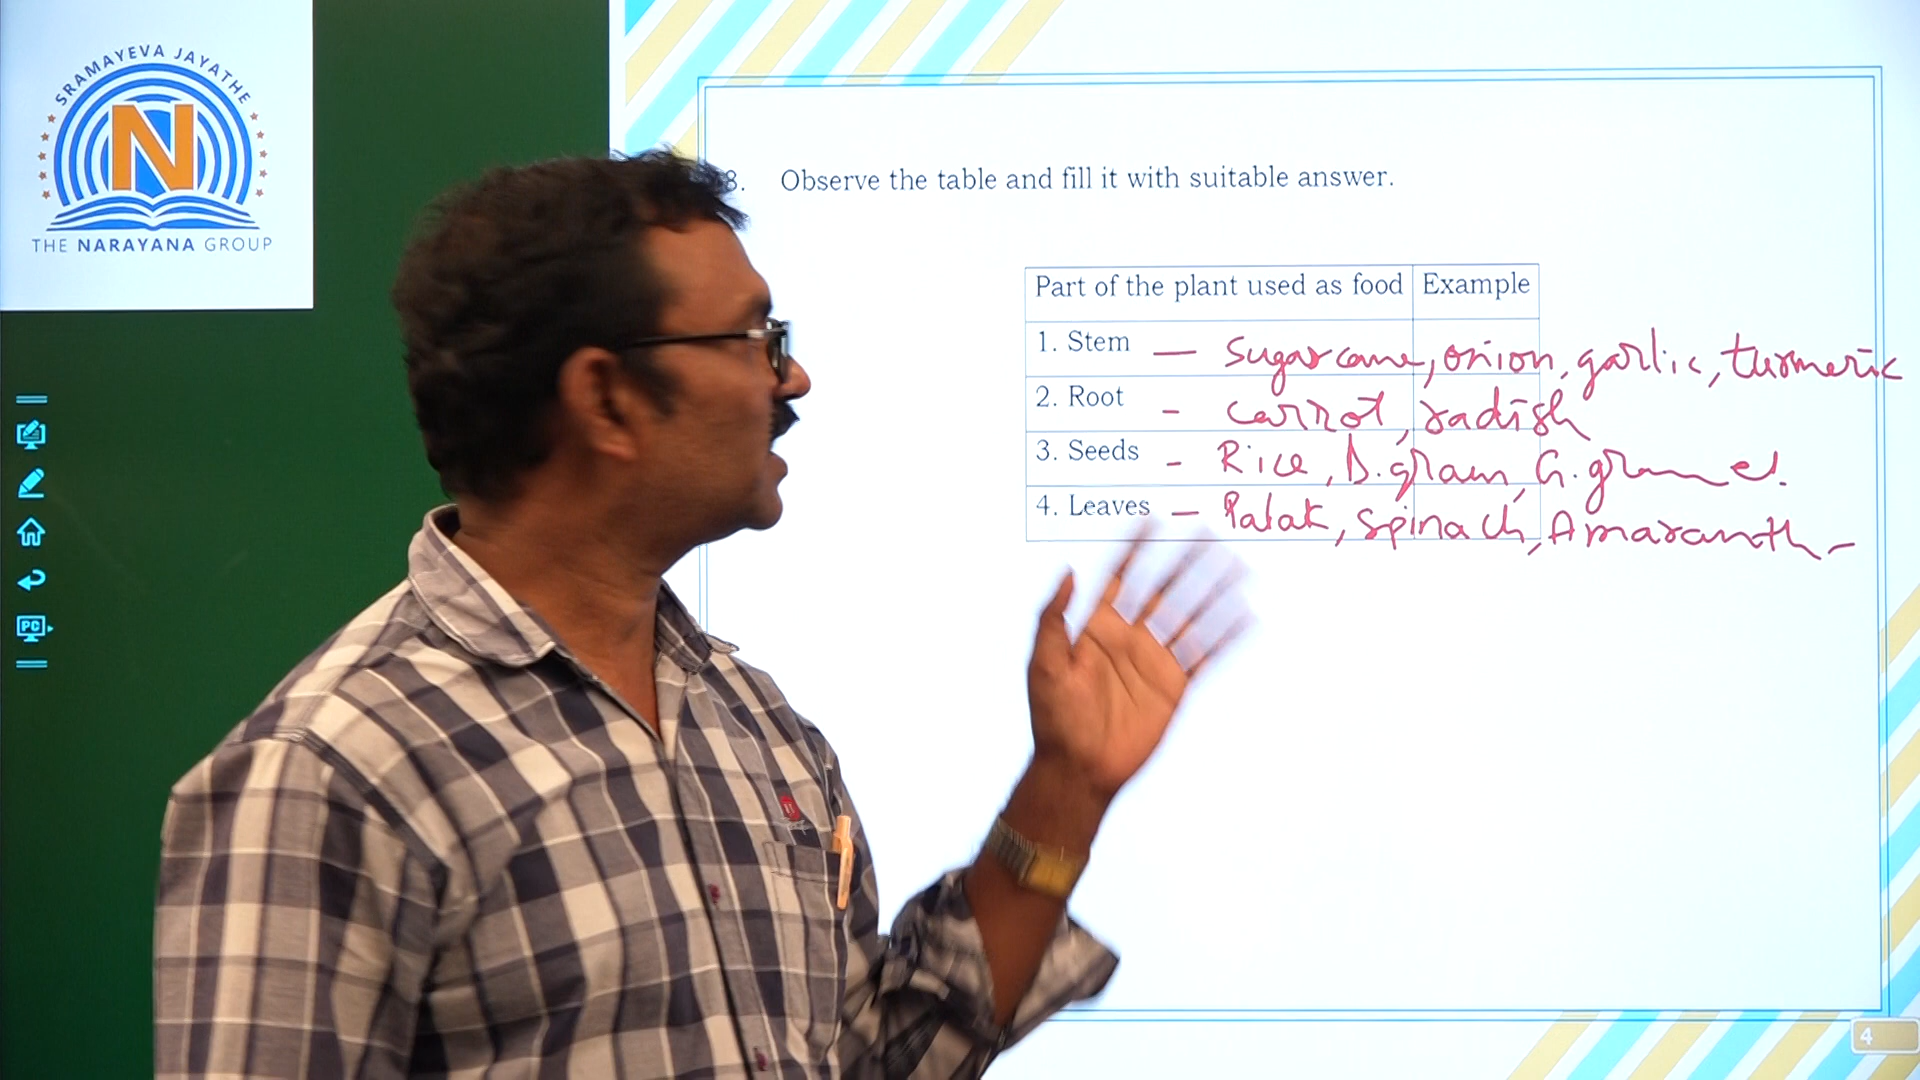 SRAMAYEVA JAYATHE
N
THE NARAYANA GROUP
8. Observe the table and fill it with suitable answer.
Part of the plant used as food Example
1. Stem — Sugarcane, onion, garlic, turmeric
2. Root - carrot, radish
3. Seeds - Rice, B.gram, G.gram
4. Leaves — Palak, Spinach, Amaranth -
PC
4